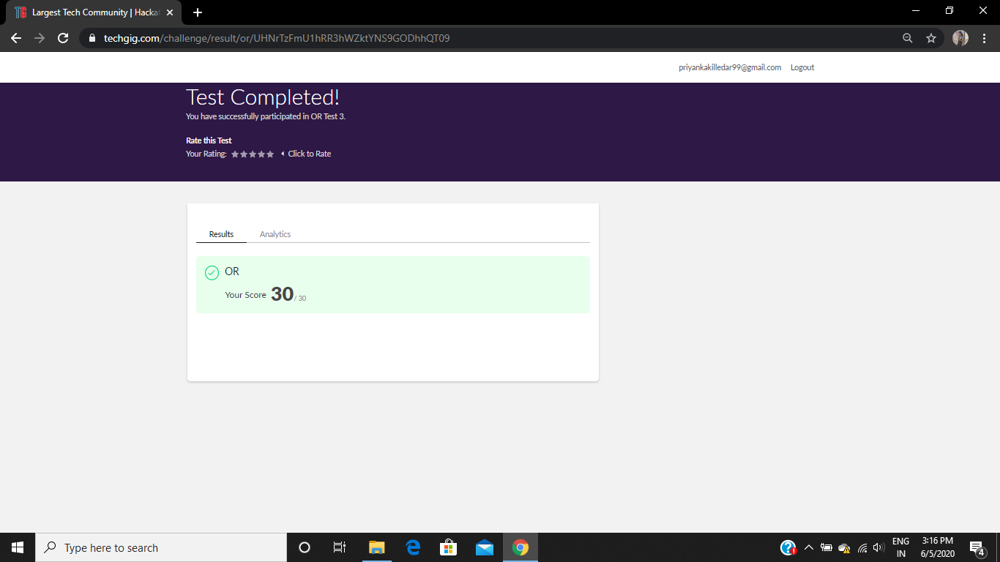 TG Largest Tech Community | Hacka
techgig.com/challenge/result/or/UHNrTzFmU1hRR3hWZktYNS9GODhhQT09
priyankakilledar99@gmail.com Logout
Test Completed!
You have successfully participated in OR Test 3.
Rate this Test
Your Rating: Click to Rate
Results Analytics
OR
Your Score 30 / 30
Type here to search
ENG
IN
3:16 PM
6/5/2020
4